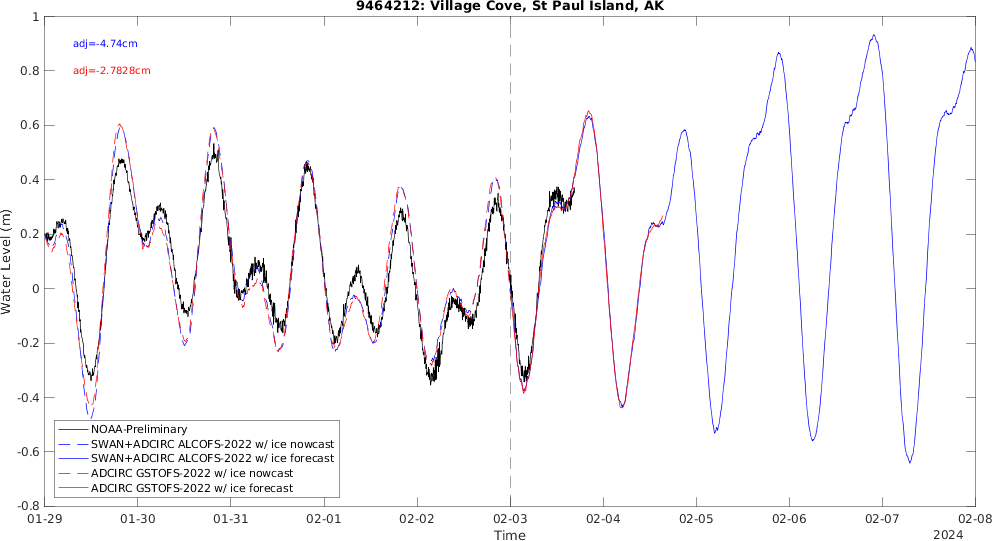 9464212: Village Cove, St Paul Island, AK
adj=-4.74cm
adj=-2.7828cm
Water Level (m)
1
0.8
0.6
0.4
0.2
0
-0.2
-0.4
-0.6
-0.8
NOAA-Preliminary
SWAN+ADCIRC ALCOFS-2022 w/ ice nowcast
SWAN+ADCIRC ALCOFS-2022 w/ ice forecast
ADCIRC GSTOFS-2022 w/ ice nowcast
ADCIRC GSTOFS-2022 w/ ice forecast
01-29 01-30 01-31 02-01 02-02 02-03 02-04 02-05 02-06 02-07 02-08
Time
2024